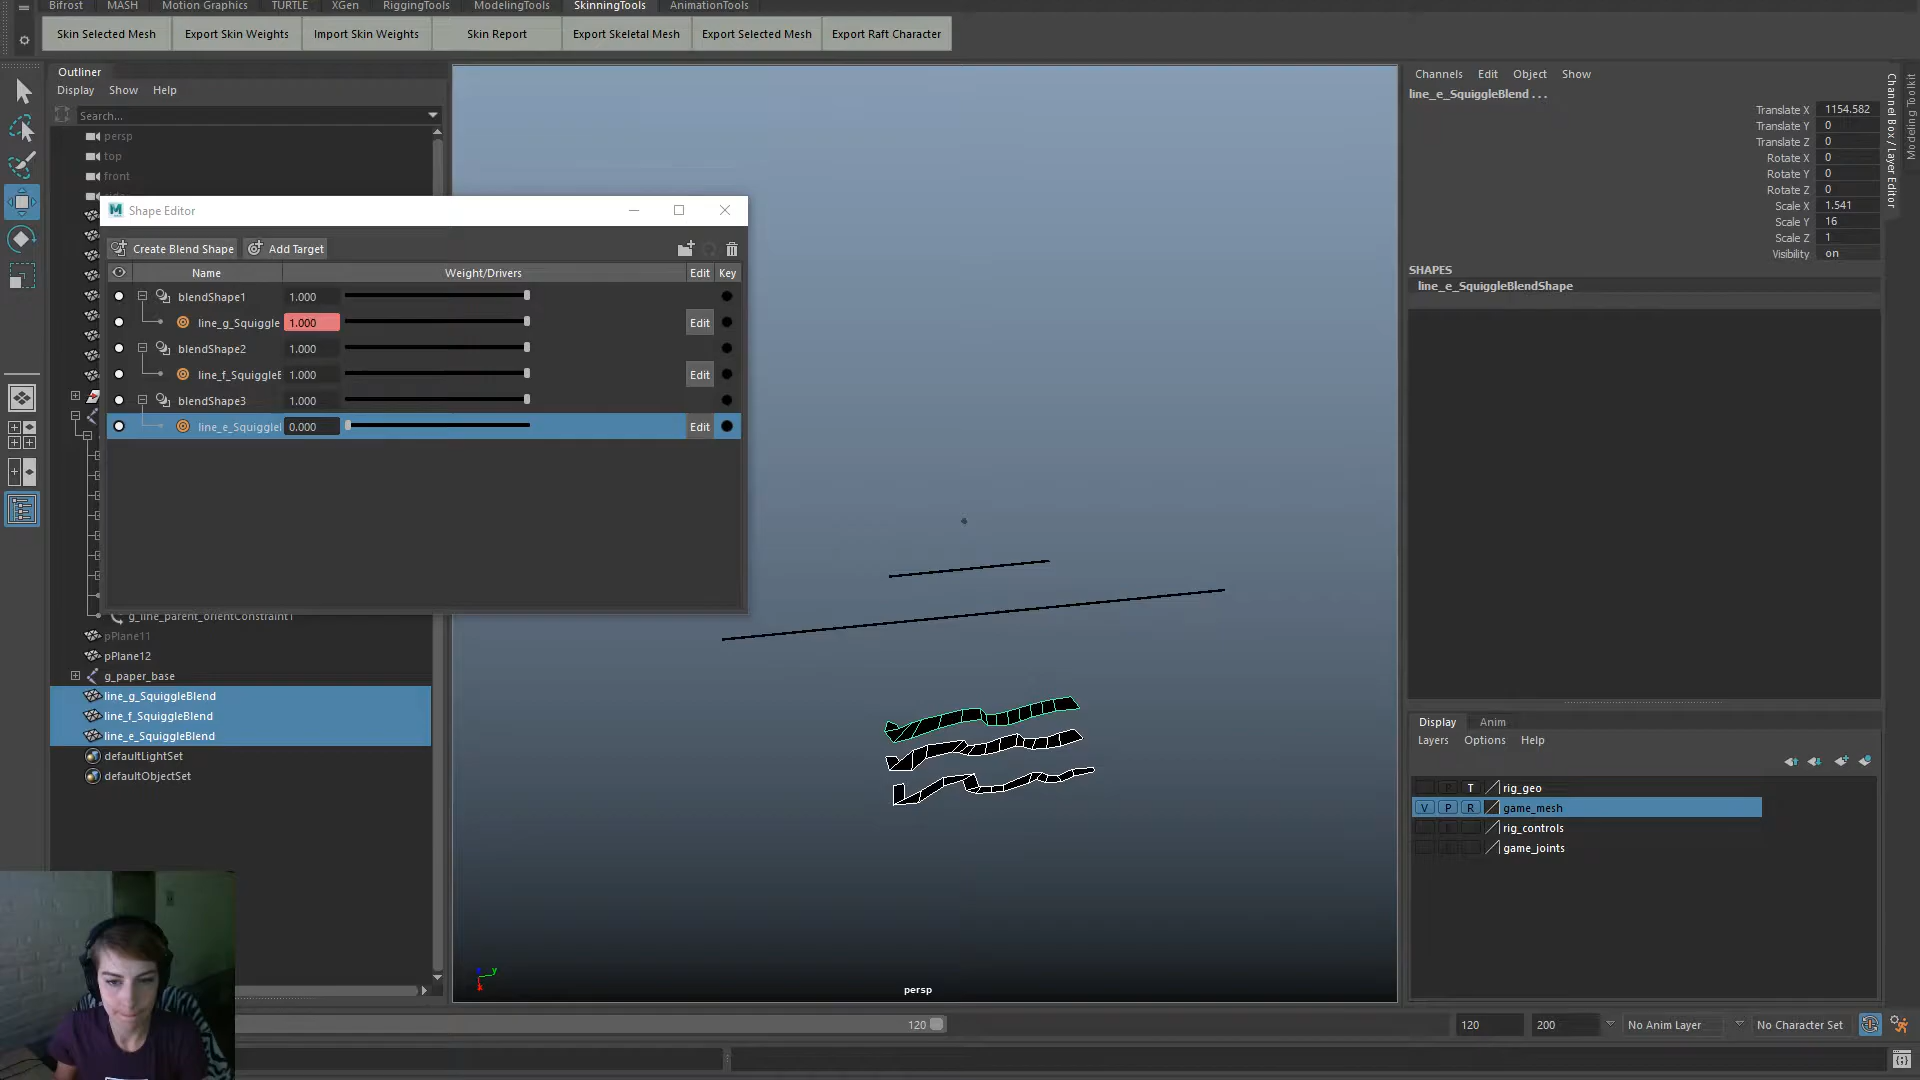 Bifrost MASH Motion Graphics TURTLE XGen RiggingTools ModelingTools SkinningTools AnimationTools
Skin Selected Mesh Export Skin Weights Import Skin Weights Skin Report Export Skeletal Mesh Export Selected Mesh Export Raft Character
Outliner
Display Show Help
Search...
persp
top
front
Shape Editor
Create Blend Shape Add Target
Name Weight/Drivers Edit Key
blendShape1 1.000
line_g_Squiggle 1.000 Edit
blendShape2 1.000
line_f_SquiggleE 1.000 Edit
blendShape3 1.000
line_e_Squiggle 0.000 Edit
g_line_parent_orientConstraint1
pPlane11
pPlane12
g_paper_base
line_g_SquiggleBlend
line_f_SquiggleBlend
line_e_SquiggleBlend
defaultLightSet
defaultObjectSet
y
persp
Channels Edit Object Show
line_e_SquiggleBlend . . .
Translate X 1154.582
Translate Y 0
Translate Z 0
Rotate X 0
Rotate Y 0
Rotate Z 0
Scale X 1.541
Scale Y 16
Scale Z 1
Visibility on
SHAPES
line_e_SquiggleBlendShape
Channel Box / Layer Editor
Modeling Toolkit
Display Anim
Layers Options Help
P T rig_geo
V P R game_mesh
rig_controls
game_joints
120 120 200 No Anim Layer No Character Set